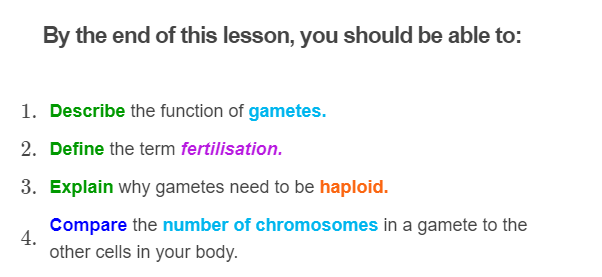 By the end of this lesson, you should be able to:
1. Describe the function of gametes.
2. Define the term fertilisation.
3. Explain why gametes need to be haploid.
4. Compare the number of chromosomes in a gamete to the
other cells in your body.